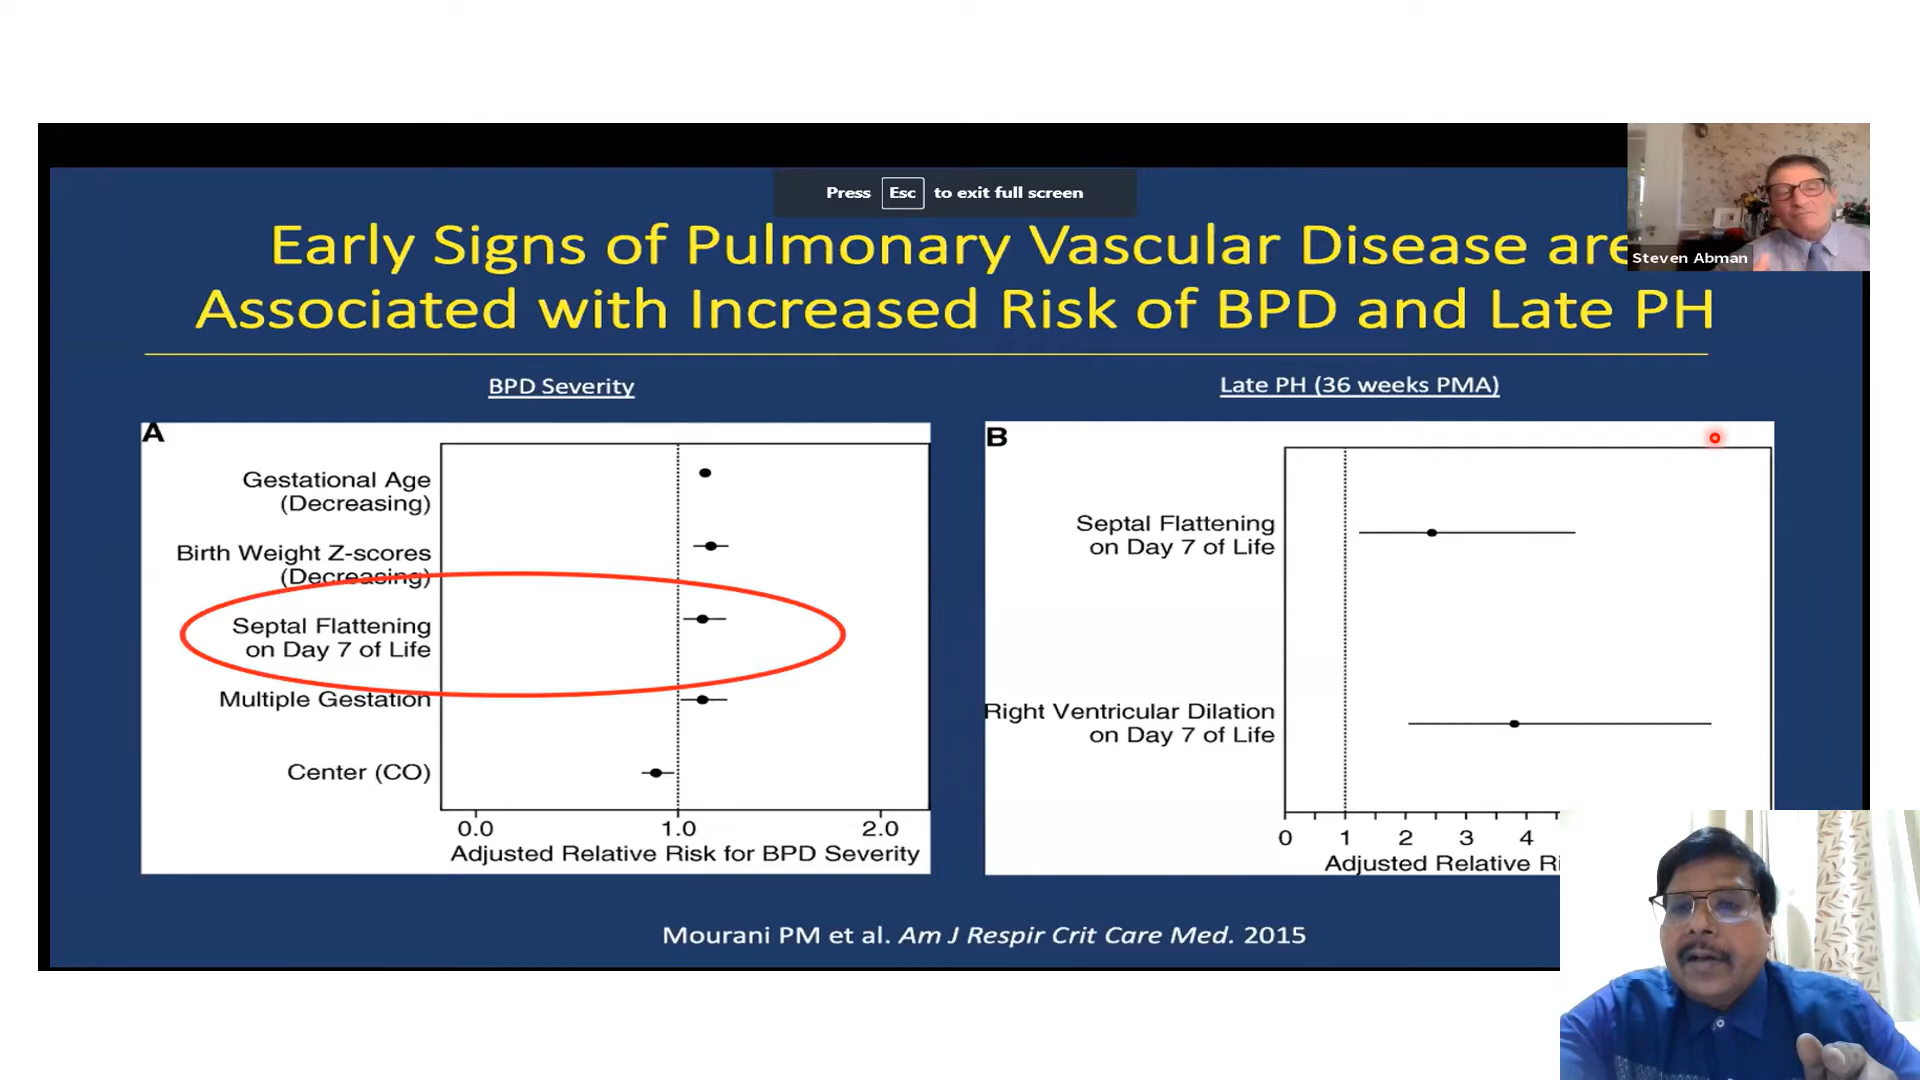 Press Esc to exit full screen
Steven Abman
Early Signs of Pulmonary Vascular Disease are
Associated with Increased Risk of BPD and Late PH
BPD Severity
A
Gestational Age
(Decreasing)
Birth Weight Z-scores
(Decreasing)
Septal Flattening
on Day 7 of Life
Multiple Gestation
Center (CO)
0.0 1.0 2.0
Adjusted Relative Risk for BPD Severity
Late PH (36 weeks PMA)
B
Septal Flattening
on Day 7 of Life
Right Ventricular Dilation
on Day 7 of Life
0 1 2 3 4
Adjusted Relative
Mourani PM et al. Am J Respir Crit Care Med. 2015